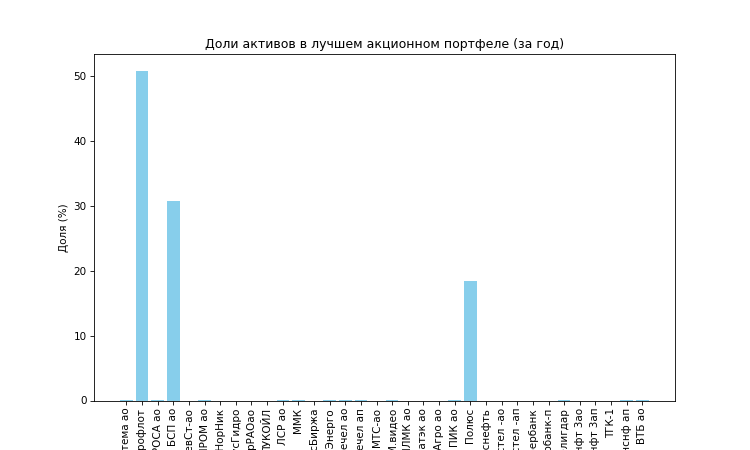 Доли активов в лучшем акционном портфеле (за год)
Доля (%)
50
40
30
20
10
0
тема ао
рофлот
РОСА ао
БСП ао
евСт-ао
ПРОМ ао
НорНик
сГидро
рРАОао
ЛУКОЙЛ
ЛСР ао
ММК
сБиржа
Энерго
ечел ао
ечел ап
МТС-ао
М.видео
ЛМК ао
атэк ао
Агро ао
ПИК ао
Полюс
снефть
стел -ао
стел -ап
ербанк
рбанк-п
лигдар
нфт 3ао
нфт 3ап
ТГК-1
нснф ап
ВТБ ао